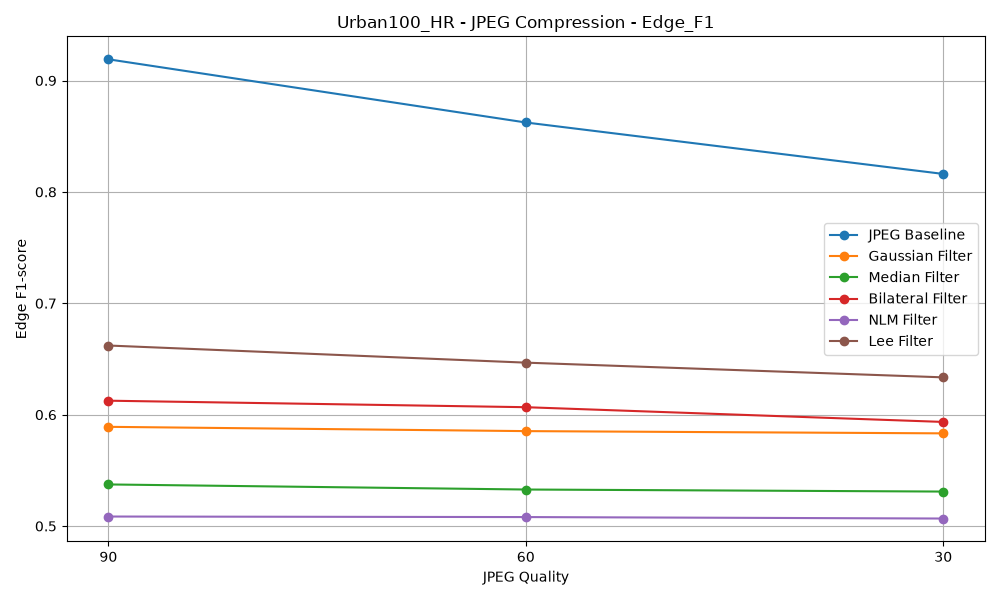 Urban100_HR - JPEG Compression - Edge_F1
Edge F1-score
0.9
0.8
0.7
0.6
0.5
JPEG Baseline
Gaussian Filter
Median Filter
Bilateral Filter
NLM Filter
Lee Filter
90
60
30
JPEG Quality